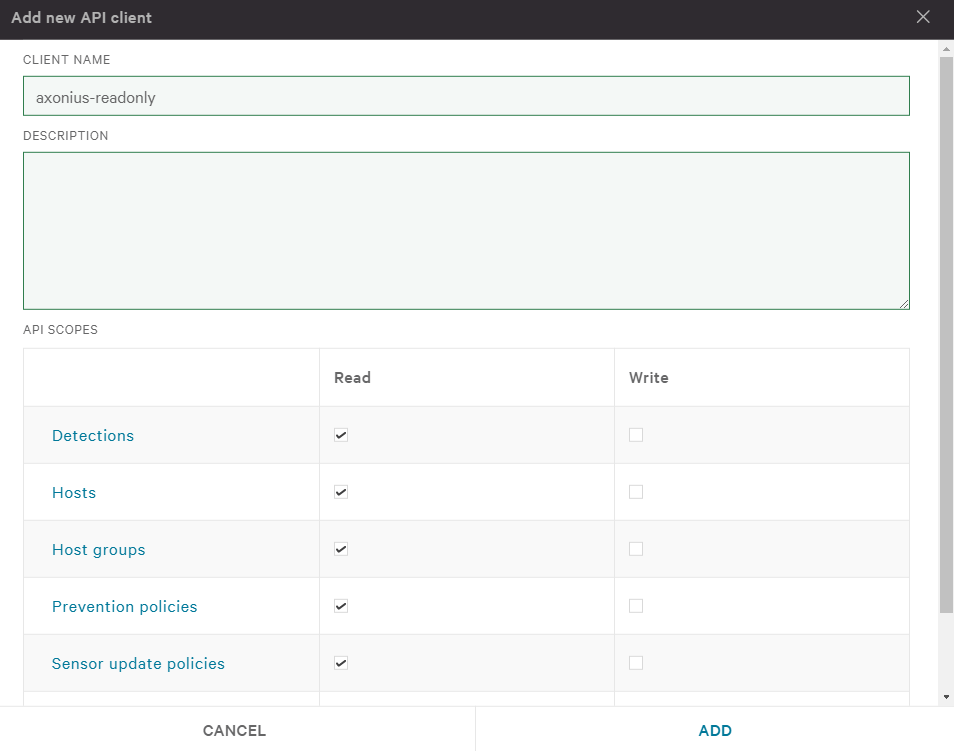 Add new API client
CLIENT NAME
axonius-readonly
DESCRIPTION
API SCOPES
Read Write
Detections
Hosts
Host groups
Prevention policies
Sensor update policies
CANCEL ADD